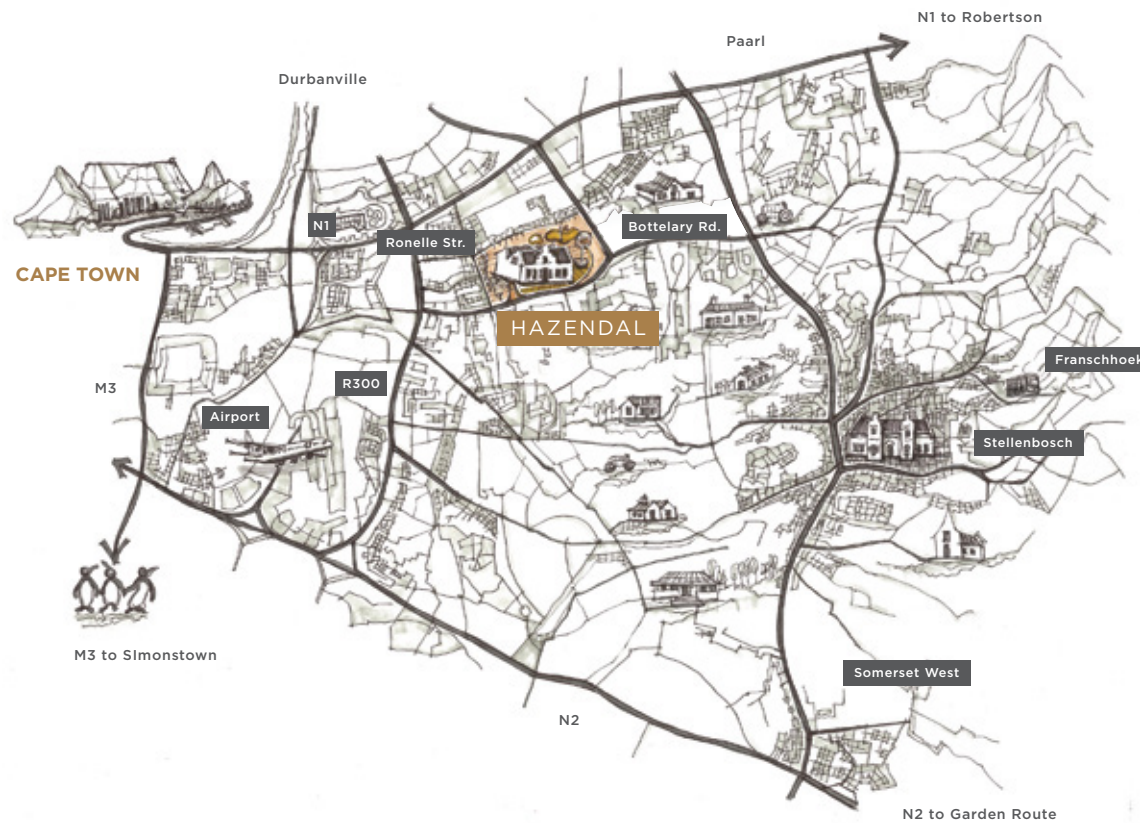 N1 to Robertson
Paarl
Durbanville
N1
Bottelary Rd.
Ronelle Str.
CAPE TOWN
HAZENDAL
Franschhoek
M3
R300
Airport
Stellenbosch
M3 to SImonstown
Somerset West
N2
N2 to Garden Route